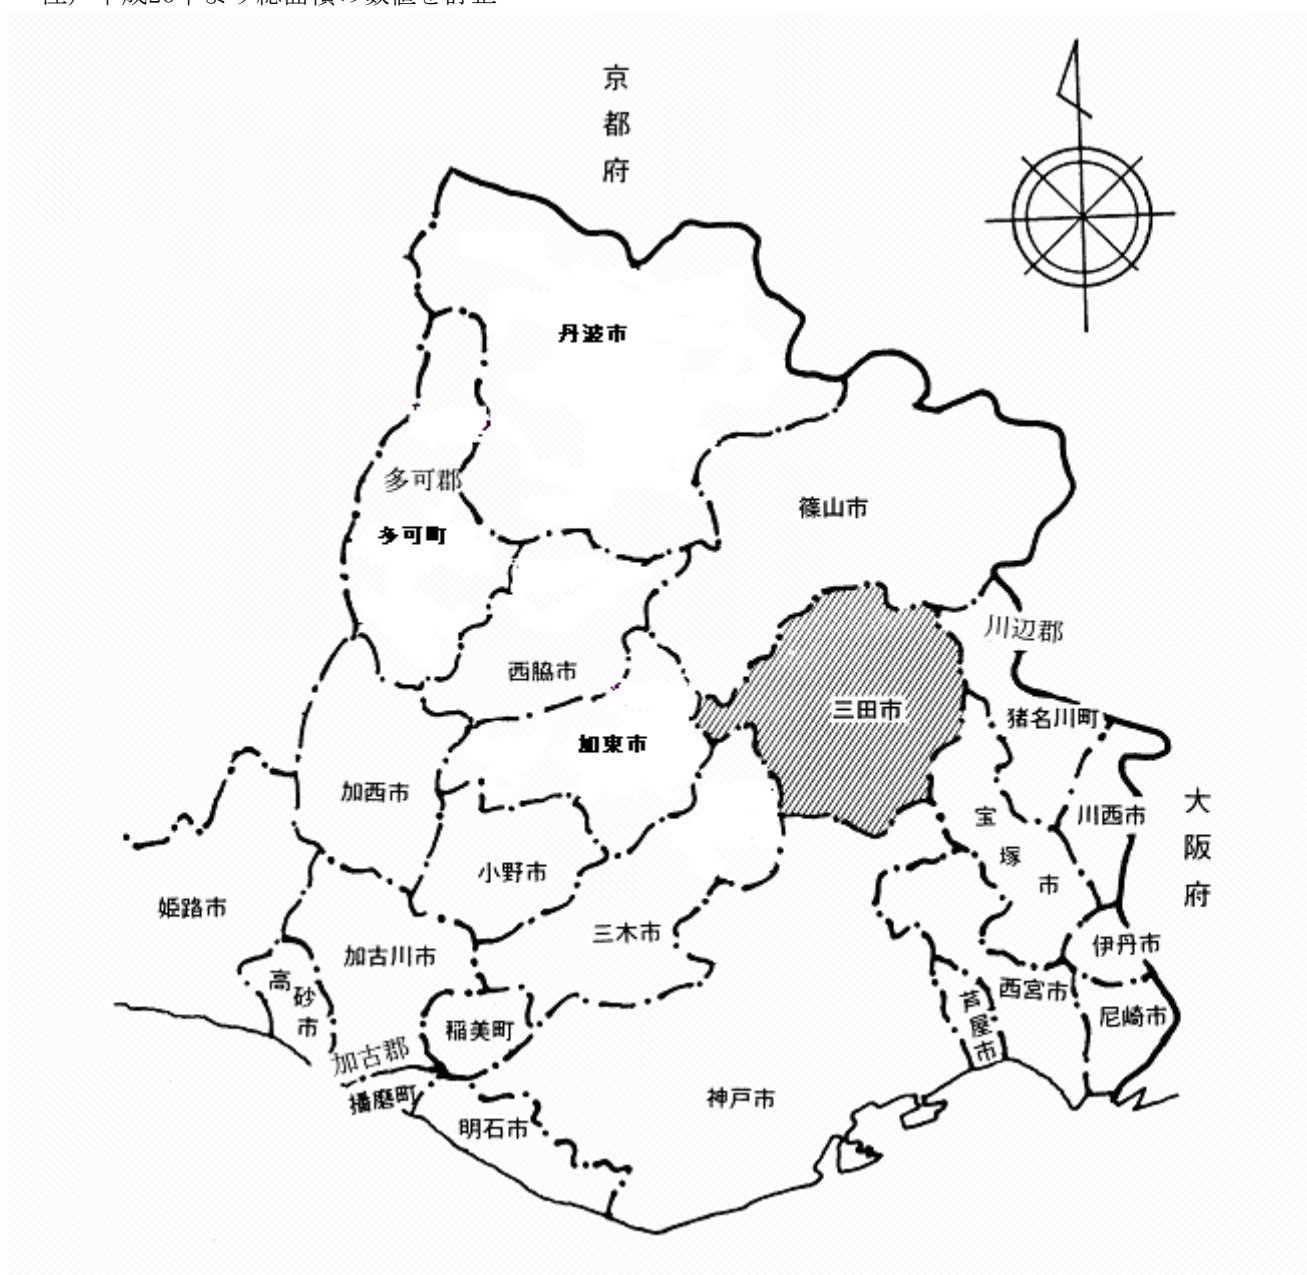 京都府
丹波市
多可郡
多可町
篠山市
川辺郡
西脇市
三田市
猪名川町
加東市
加西市
川西市
大阪府
宝塚市
小野市
姫路市
三木市
伊丹市
加古川市
高砂市
西宮市
芦屋市
尼崎市
稲美町
加古郡
播磨町
神戸市
明石市